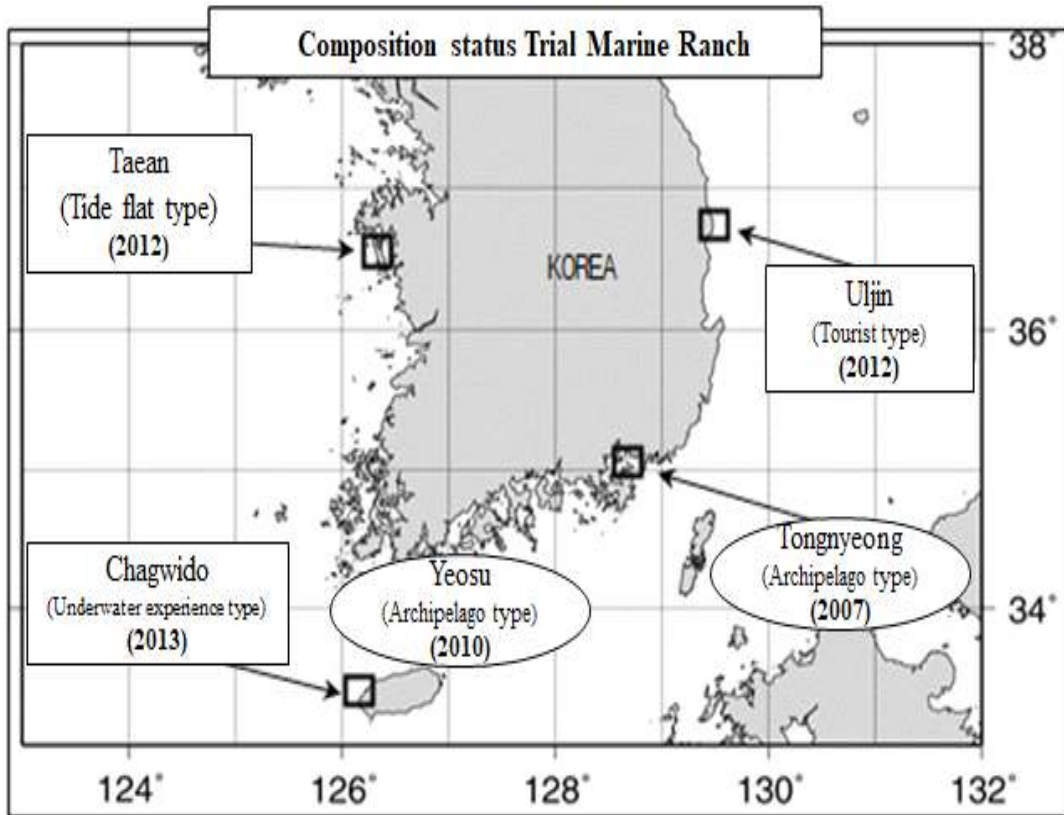 Composition status Trial Marine Ranch
38°
Taean
(Tide flat type)
(2012)
KOREA
Uljin
(Tourist type)
(2012)
36°
Chagwido
(Underwater experience type)
(2013)
Yeosu
(Archipelago type)
(2010)
Tongnyeong
(Archipelago type)
(2007)
34°
124°
126°
128°
130°
132°